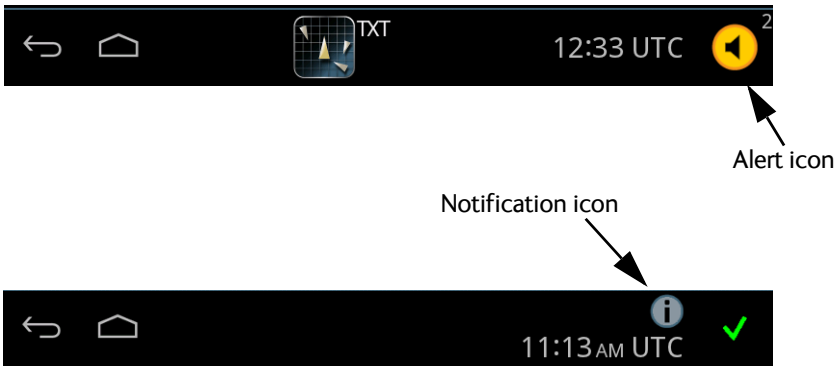 TXT
12:33 UTC
2
Alert icon
Notification icon
i
11:13 AM UTC